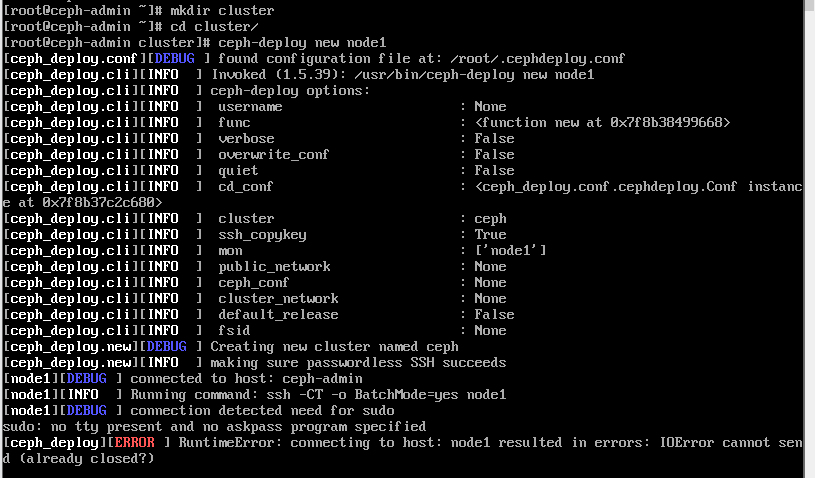 [root@ceph-admin ~]# mkdir cluster
[root@ceph-admin ~]# cd cluster/
[root@ceph-admin cluster]# ceph-deploy new node1
[ceph_deploy.conf][DEBUG ] found configuration file at: /root/.cephdeploy.conf
[ceph_deploy.cli][INFO  ] Invoked (1.5.39): /usr/bin/ceph-deploy new node1
[ceph_deploy.cli][INFO  ] ceph-deploy options:
[ceph_deploy.cli][INFO  ]  username                      : None
[ceph_deploy.cli][INFO  ]  func                          : <function new at 0x7f8b38499668>
[ceph_deploy.cli][INFO  ]  verbose                       : False
[ceph_deploy.cli][INFO  ]  overwrite_conf                : False
[ceph_deploy.cli][INFO  ]  quiet                         : False
[ceph_deploy.cli][INFO  ]  cd_conf                       : <ceph_deploy.conf.cephdeploy.Conf instanc
e at 0x7f8b37c2c680>
[ceph_deploy.cli][INFO  ]  cluster                       : ceph
[ceph_deploy.cli][INFO  ]  ssh_copykey                   : True
[ceph_deploy.cli][INFO  ]  mon                           : ['node1']
[ceph_deploy.cli][INFO  ]  public_network                : None
[ceph_deploy.cli][INFO  ]  ceph_conf                     : None
[ceph_deploy.cli][INFO  ]  cluster_network               : None
[ceph_deploy.cli][INFO  ]  default_release               : False
[ceph_deploy.cli][INFO  ]  fsid                          : None
[ceph_deploy.new][DEBUG ] Creating new cluster named ceph
[ceph_deploy.new][INFO  ] making sure passwordless SSH succeeds
[node1][DEBUG ] connected to host: ceph-admin
[node1][INFO  ] Running command: ssh -CT -o BatchMode=yes node1
[node1][DEBUG ] connection detected need for sudo
sudo: no tty present and no askpass program specified
[ceph_deploy][ERROR ] RuntimeError: connecting to host: node1 resulted in errors: IOError cannot sen
d (already closed?)